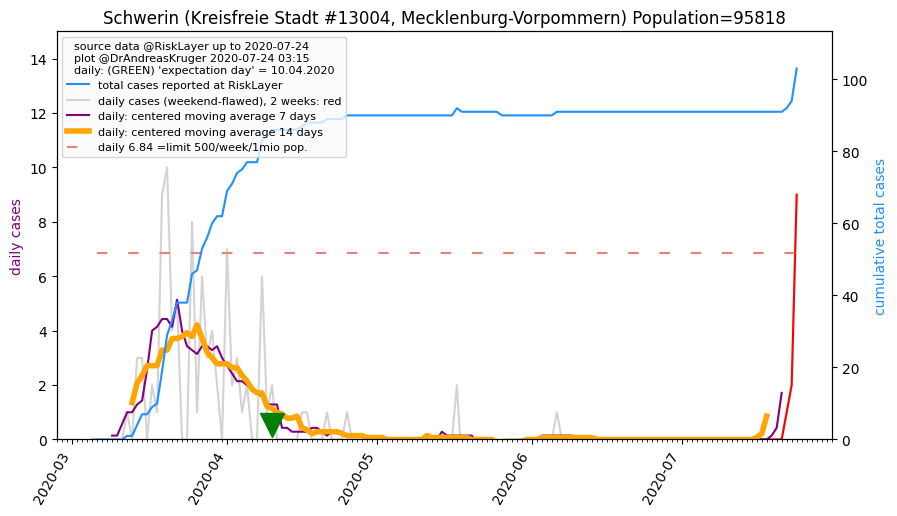 Schwerin (Kreisfreie Stadt #13004, Mecklenburg-Vorpommern) Population=95818
source data @RiskLayer up to 2020-07-24
plot @DrAndreasKruger 2020-07-24 03:15
daily: (GREEN) 'expectation day' = 10.04.2020
total cases reported at RiskLayer
daily cases (weekend-flawed), 2 weeks: red
daily: centered moving average 7 days
daily: centered moving average 14 days
daily 6.84 =limit 500/week/1mio pop.
daily cases
14
12
10
8
6
4
2
0
cumulative total cases
100
80
60
40
20
0
2020-03
2020-04
2020-05
2020-06
2020-07